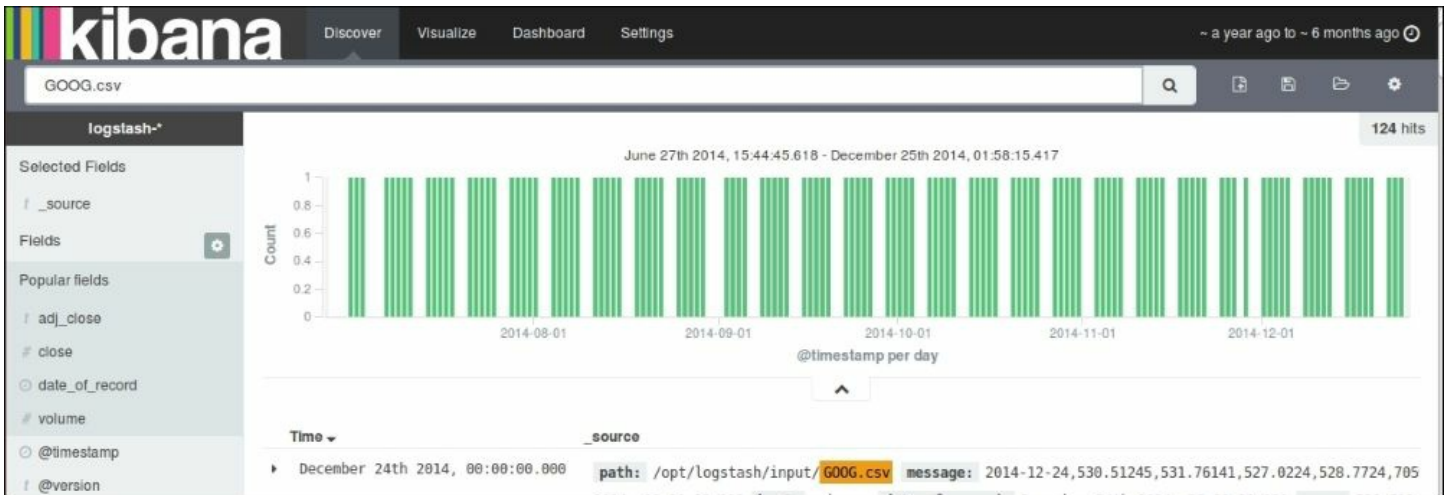 kibana
Discover Visualize Dashboard Settings ~ a year ago to ~ 6 months ago
GOOG.csv
logstash-*
124 hits
Selected Fields
t _source
Fields
Popular fields
t adj_close
# close
date_of_record
# volume
@timestamp
t @version
June 27th 2014, 15:44:45.618 - December 25th 2014, 01:58:15.417
Count
1
0.8
0.6
0.4
0.2
0
2014-08-01 2014-09-01 2014-10-01 2014-11-01 2014-12-01
@timestamp per day
Time _source
December 24th 2014, 00:00:00.000 path: /opt/logstash/input/GOOG.csv message: 2014-12-24,530.51245,531.76141,527.0224,528.7724,705